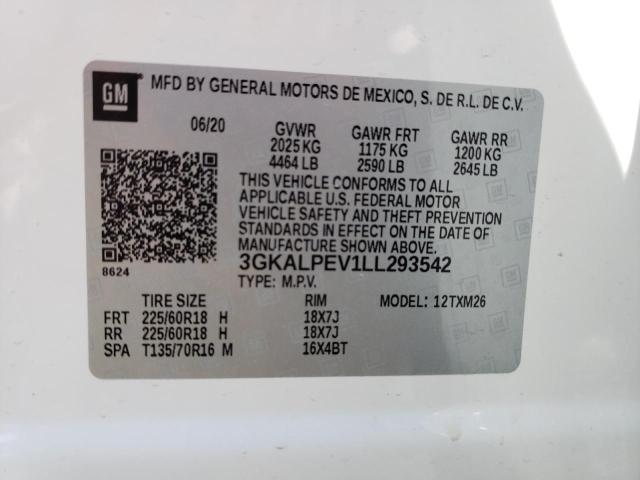 GM
MFD BY GENERAL MOTORS DE MEXICO, S. DE R.L. DE C.V.
06/20 GVWR GAWR FRT GAWR RR
2025 KG 1175 KG 1200 KG
4464 LB 2590 LB 2645 LB
THIS VEHICLE CONFORMS TO ALL
APPLICABLE U.S. FEDERAL MOTOR
VEHICLE SAFETY AND THEFT PREVENTION
STANDARDS IN EFFECT ON THE DATE OF
MANUFACTURE SHOWN ABOVE.
8624 3GKALPEV1LL293542
TYPE: M.P.V.
TIRE SIZE RIM MODEL: 12TXM26
FRT 225/60R18 H 18X7J
RR 225/60R18 H 18X7J
SPA T135/70R16 M 16X4BT